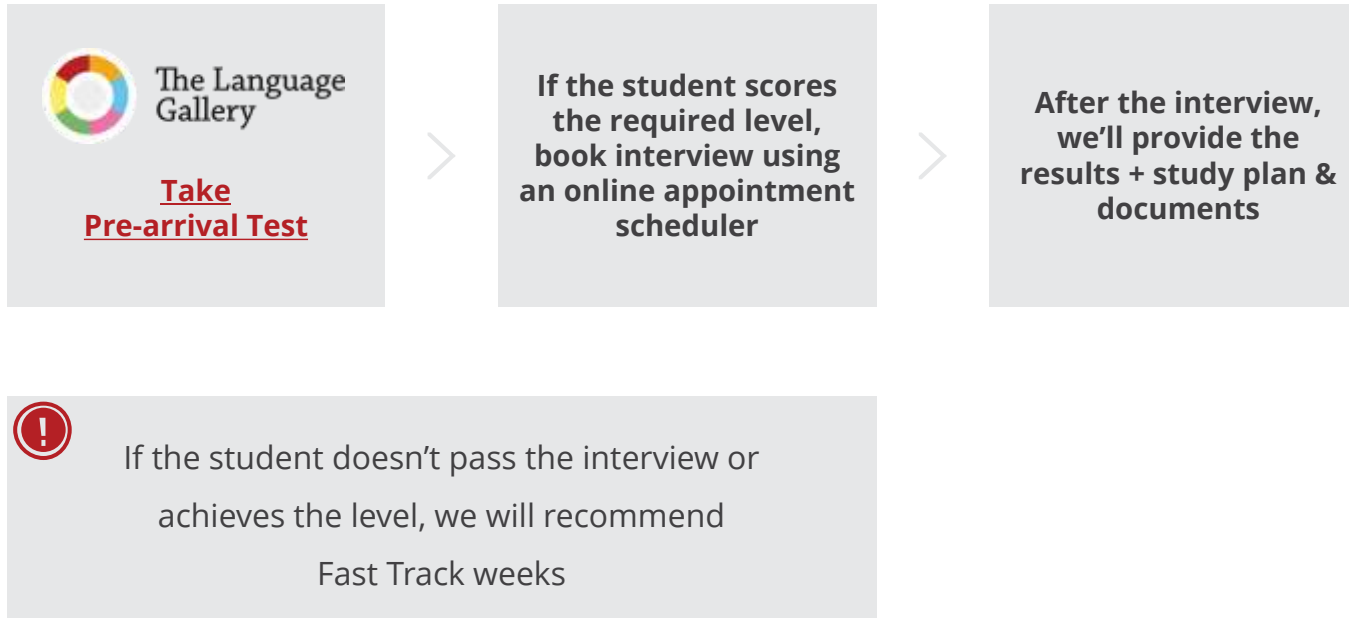 The Language
Gallery
Take
Pre-arrival Test
If the student scores
the required level,
book interview using
an online appointment
scheduler
After the interview,
we’ll provide the
results + study plan &
documents
!
If the student doesn’t pass the interview or
achieves the level, we will recommend
Fast Track weeks